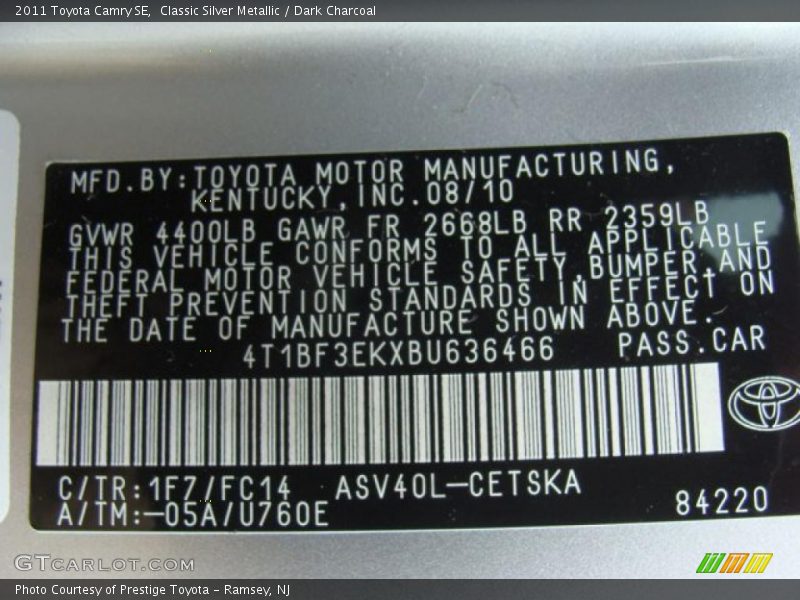 2011 Toyota Camry SE, Classic Silver Metallic / Dark Charcoal
MFD.BY:TOYOTA MOTOR MANUFACTURING,
KENTUCKY,INC.08/10
GVWR 4400LB GAWR FR 2668LB RR 2359LB
THIS VEHICLE CONFORMS TO ALL APPLICABLE
FEDERAL MOTOR VEHICLE SAFETY,BUMPER,AND
THEFT PREVENTION STANDARDS IN EFFECT ON
THE DATE OF MANUFACTURE SHOWN ABOVE.
4T1BF3EKXBU636466 PASS.CAR
C/TR:1F7/FC14 ASV40L-CETSKA
A/TM:-05A/U760E 84220
GTCARLOT.COM
Photo Courtesy of Prestige Toyota - Ramsey, NJ